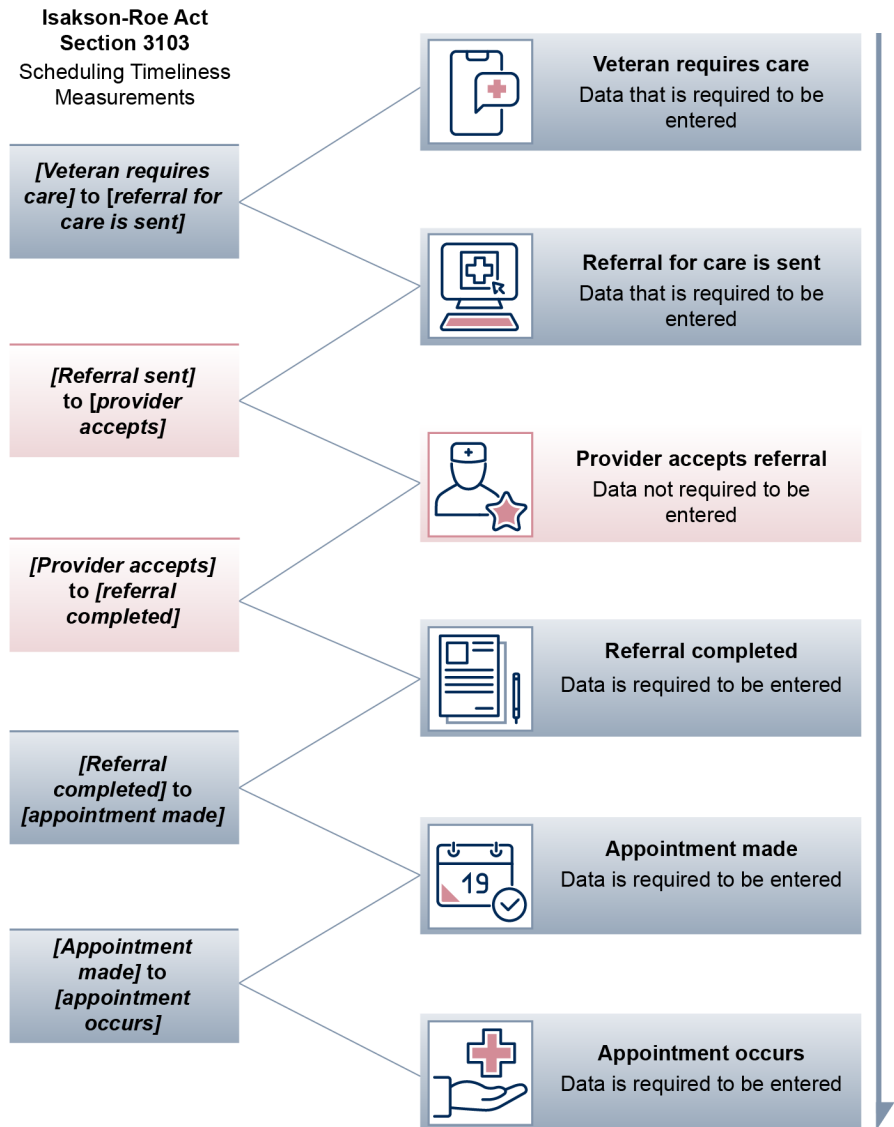 Isakson-Roe Act
Section 3103
Scheduling Timeliness
Measurements
[Veteran requires
care] to [referral for
care is sent]
[Referral sent]
to [provider
accepts]
[Provider accepts]
to [referral
completed]
[Referral
completed] to
[appointment made]
[Appointment
made] to
[appointment
occurs]
Veteran requires care
Data that is required to be
entered
Referral for care is sent
Data that is required to be
entered
Provider accepts referral
Data not required to be
entered
Referral completed
Data is required to be entered
19
Appointment made
Data is required to be entered
Appointment occurs
Data is required to be entered